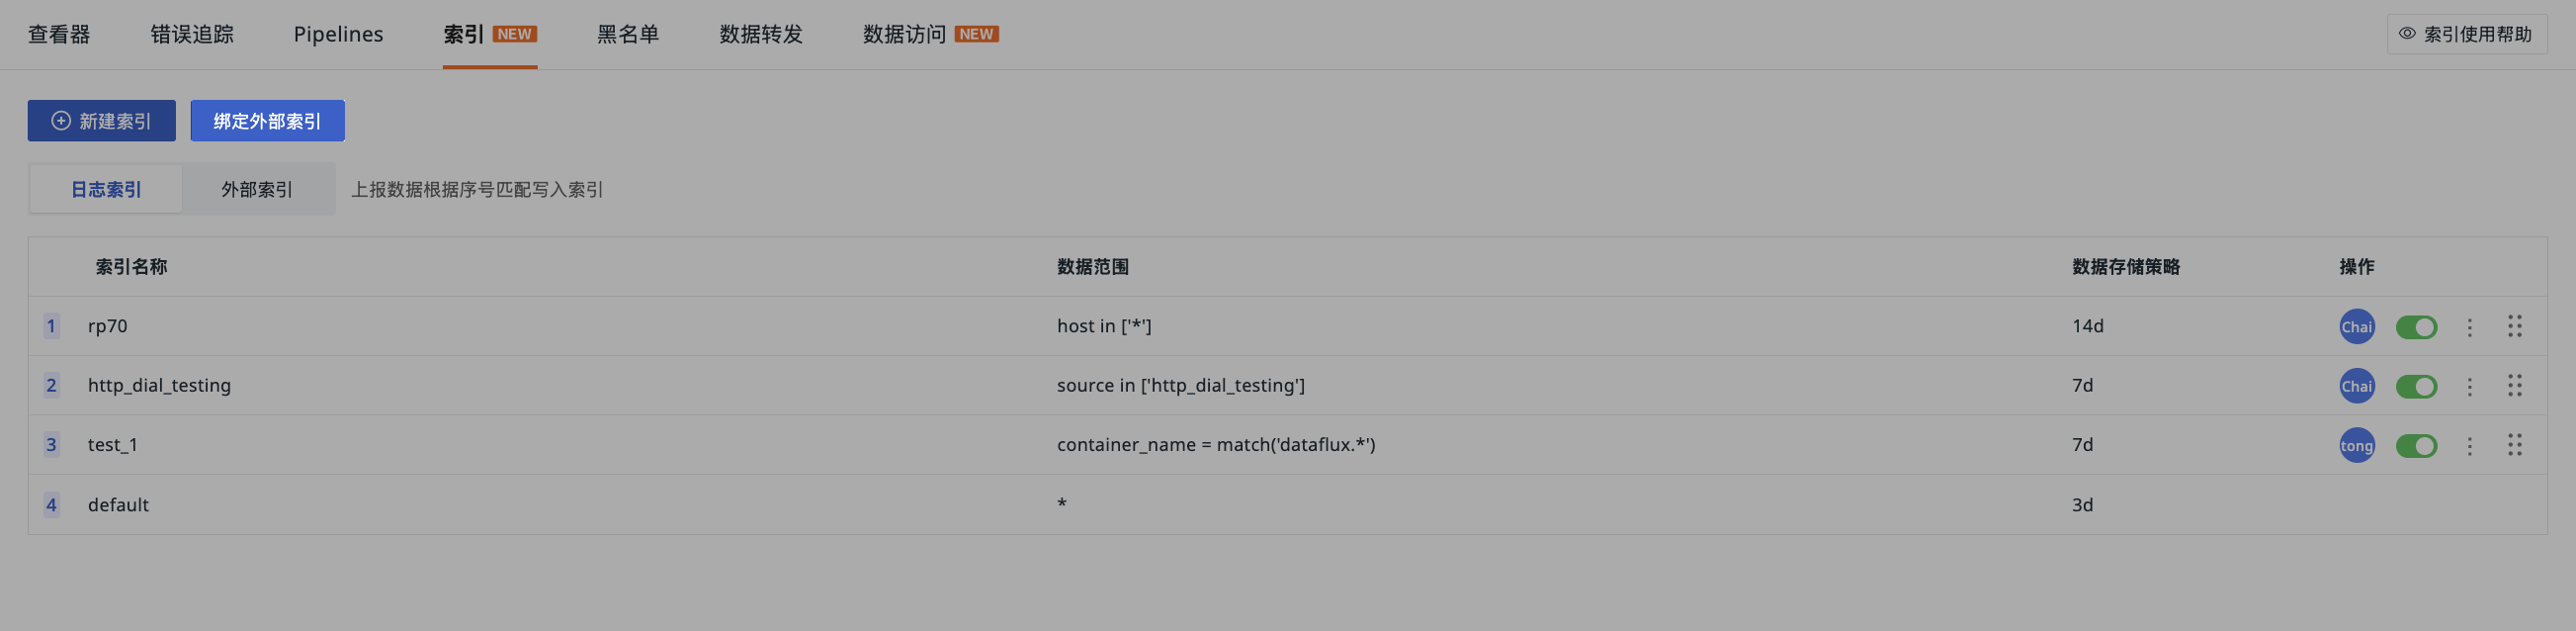 查看器 错误追踪 Pipelines 索引 NEW 黑名单 数据转发 数据访问 NEW 索引使用帮助
新建索引 绑定外部索引
日志索引 外部索引 上报数据根据序号匹配写入索引
索引名称 数据范围 数据存储策略 操作
1 rp70 host in ['*'] 14d Chai
2 http_dial_testing source in ['http_dial_testing'] 7d Chai
3 test_1 container_name = match('dataflux.*') 7d tong
4 default * 3d